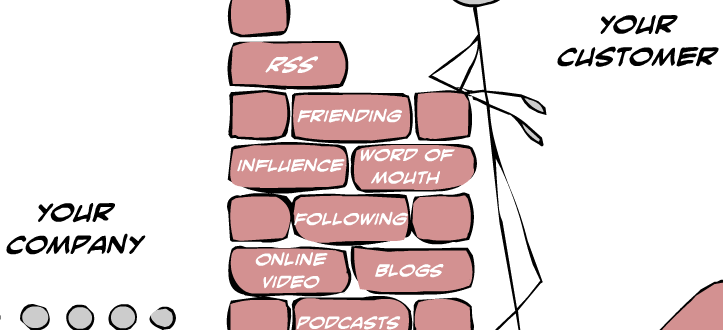 YOUR
CUSTOMER
RSS
FRIENDING
INFLUENCE
WORD OF
MOUTH
YOUR
COMPANY
FOLLOWING
ONLINE
VIDEO
BLOGS
PODCASTS